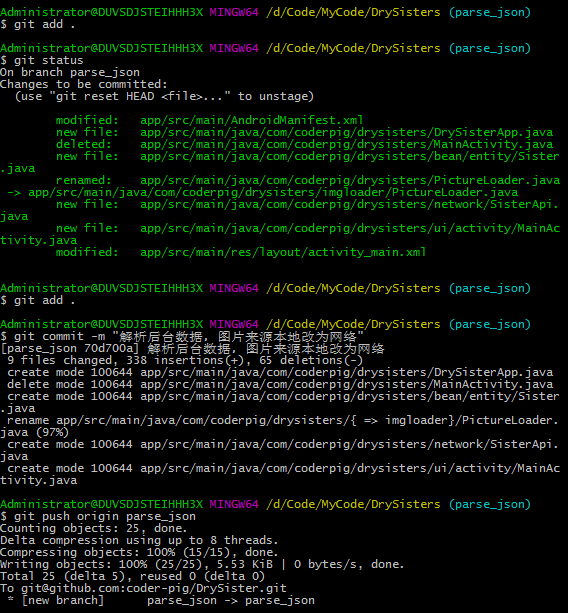 Administrator@DUVSDJSTEIHHH3X MINGW64 /d/Code/MyCode/DrySisters (parse_json)
$ git add .
Administrator@DUVSDJSTEIHHH3X MINGW64 /d/Code/MyCode/DrySisters (parse_json)
$ git status
On branch parse_json
Changes to be committed:
  (use "git reset HEAD <file>..." to unstage)
        modified:   app/src/main/AndroidManifest.xml
        new file:   app/src/main/java/com/coderpig/drysisters/DrySisterApp.java
        deleted:    app/src/main/java/com/coderpig/drysisters/MainActivity.java
        new file:   app/src/main/java/com/coderpig/drysisters/bean/entity/Sister
.java
        renamed:    app/src/main/java/com/coderpig/drysisters/PictureLoader.java
 -> app/src/main/java/com/coderpig/drysisters/imgloader/PictureLoader.java
        new file:   app/src/main/java/com/coderpig/drysisters/network/SisterApi.
java
        new file:   app/src/main/java/com/coderpig/drysisters/ui/activity/MainAc
tivity.java
        modified:   app/src/main/res/layout/activity_main.xml
Administrator@DUVSDJSTEIHHH3X MINGW64 /d/Code/MyCode/DrySisters (parse_json)
$ git add .
Administrator@DUVSDJSTEIHHH3X MINGW64 /d/Code/MyCode/DrySisters (parse_json)
$ git commit -m "解析后台数据，图片来源本地改为网络"
[parse_json 70d700a] 解析后台数据，图片来源本地改为网络
 9 files changed, 338 insertions(+), 65 deletions(-)
 create mode 100644 app/src/main/java/com/coderpig/drysisters/DrySisterApp.java
 delete mode 100644 app/src/main/java/com/coderpig/drysisters/MainActivity.java
 create mode 100644 app/src/main/java/com/coderpig/drysisters/bean/entity/Sister
.java
 rename app/src/main/java/com/coderpig/drysisters/{ => imgloader}/PictureLoader.
java (97%)
 create mode 100644 app/src/main/java/com/coderpig/drysisters/network/SisterApi.
java
 create mode 100644 app/src/main/java/com/coderpig/drysisters/ui/activity/MainAc
tivity.java
Administrator@DUVSDJSTEIHHH3X MINGW64 /d/Code/MyCode/DrySisters (parse_json)
$ git push origin parse_json
Counting objects: 25, done.
Delta compression using up to 8 threads.
Compressing objects: 100% (15/15), done.
Writing objects: 100% (25/25), 5.53 KiB | 0 bytes/s, done.
Total 25 (delta 5), reused 0 (delta 0)
To git@github.com:coder-pig/DrySister.git
 * [new branch]      parse_json -> parse_json